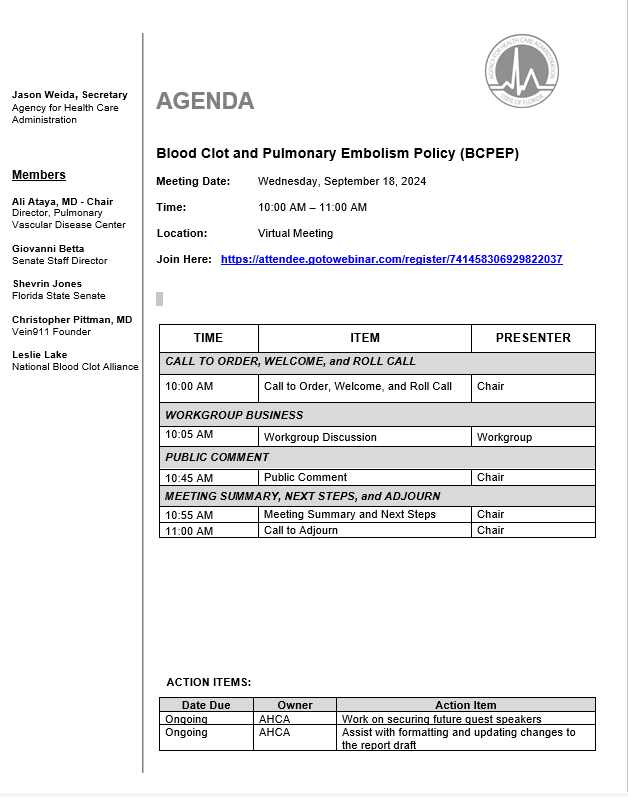 AGENCY FOR HEALTH CARE ADMINISTRATION
STATE OF FLORIDA
Jason Weida, Secretary
Agency for Health Care
Administration
Members
Ali Ataya, MD - Chair
Director, Pulmonary
Vascular Disease Center
Giovanni Betta
Senate Staff Director
Shevrin Jones
Florida State Senate
Christopher Pittman, MD
Vein911 Founder
Leslie Lake
National Blood Clot Alliance
AGENDA
Blood Clot and Pulmonary Embolism Policy (BCPEP)
Meeting Date: Wednesday, September 18, 2024
Time: 10:00 AM – 11:00 AM
Location: Virtual Meeting
Join Here: https://attendee.gotowebinar.com/register/741458306929822037
TIME ITEM PRESENTER
CALL TO ORDER, WELCOME, and ROLL CALL
10:00 AM Call to Order, Welcome, and Roll Call Chair
WORKGROUP BUSINESS
10:05 AM Workgroup Discussion Workgroup
PUBLIC COMMENT
10:45 AM Public Comment Chair
MEETING SUMMARY, NEXT STEPS, and ADJOURN
10:55 AM Meeting Summary and Next Steps Chair
11:00 AM Call to Adjourn Chair
ACTION ITEMS:
Date Due Owner Action Item
Ongoing AHCA Work on securing future guest speakers
Ongoing AHCA Assist with formatting and updating changes to
the report draft